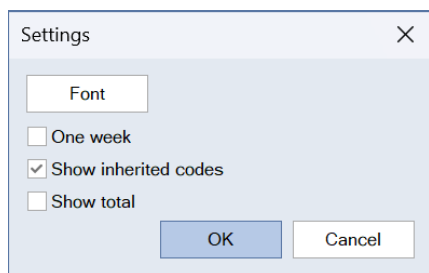 Settings
Font
One week
Show inherited codes
Show total
OK Cancel